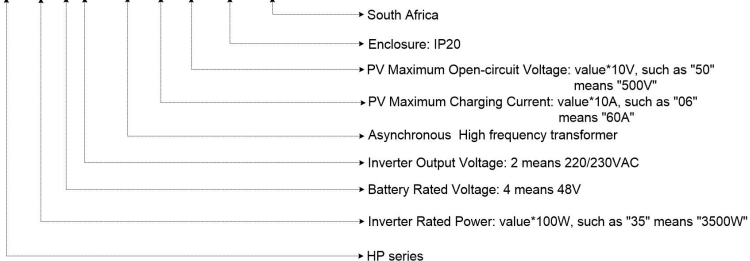 South Africa
Enclosure: IP20
PV Maximum Open-circuit Voltage: value*10V, such as "50"
means "500V"
PV Maximum Charging Current: value*10A, such as "06"
means "60A"
Asynchronous High frequency transformer
Inverter Output Voltage: 2 means 220/230VAC
Battery Rated Voltage: 4 means 48V
Inverter Rated Power: value*100W, such as "35" means "3500W"
HP series